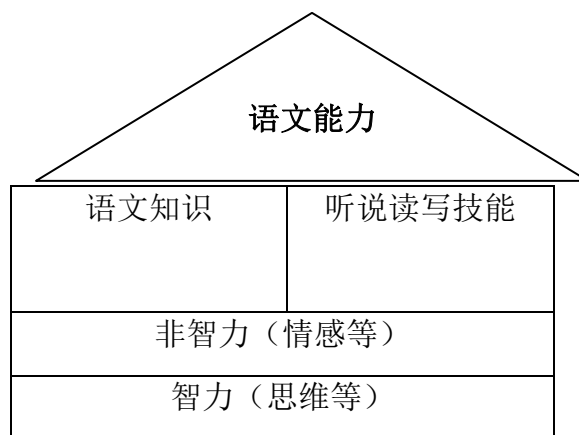 语文能力
语文知识
听说读写技能
非智力（情感等）
智力（思维等）